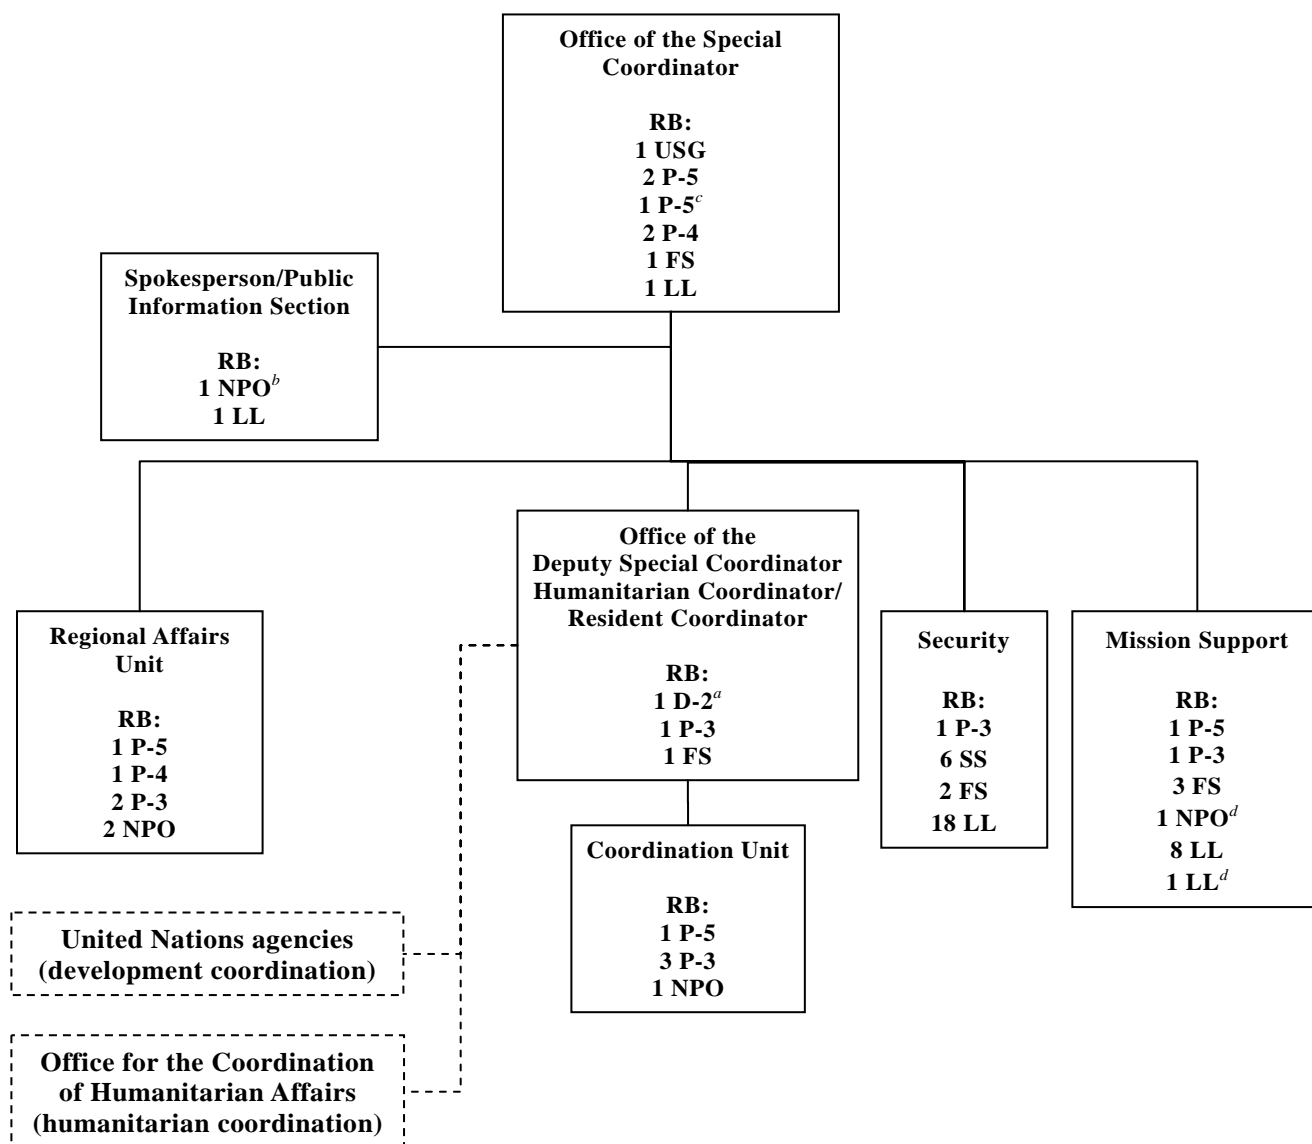 Office of the Special
Coordinator
RB:
1 USG
2 P-5
1 P-5c
2 P-4
1 FS
1 LL
Spokesperson/Public
Information Section
RB:
1 NPOb
1 LL
Regional Affairs
Unit
RB:
1 P-5
1 P-4
2 P-3
2 NPO
Office of the
Deputy Special Coordinator
Humanitarian Coordinator/
Resident Coordinator
RB:
1 D-2a
1 P-3
1 FS
Security
RB:
1 P-3
6 SS
2 FS
18 LL
Mission Support
RB:
1 P-5
1 P-3
3 FS
1 NPOd
8 LL
1 LLd
Coordination Unit
RB:
1 P-5
3 P-3
1 NPO
United Nations agencies
(development coordination)
Office for the Coordination
of Humanitarian Affairs
(humanitarian coordination)